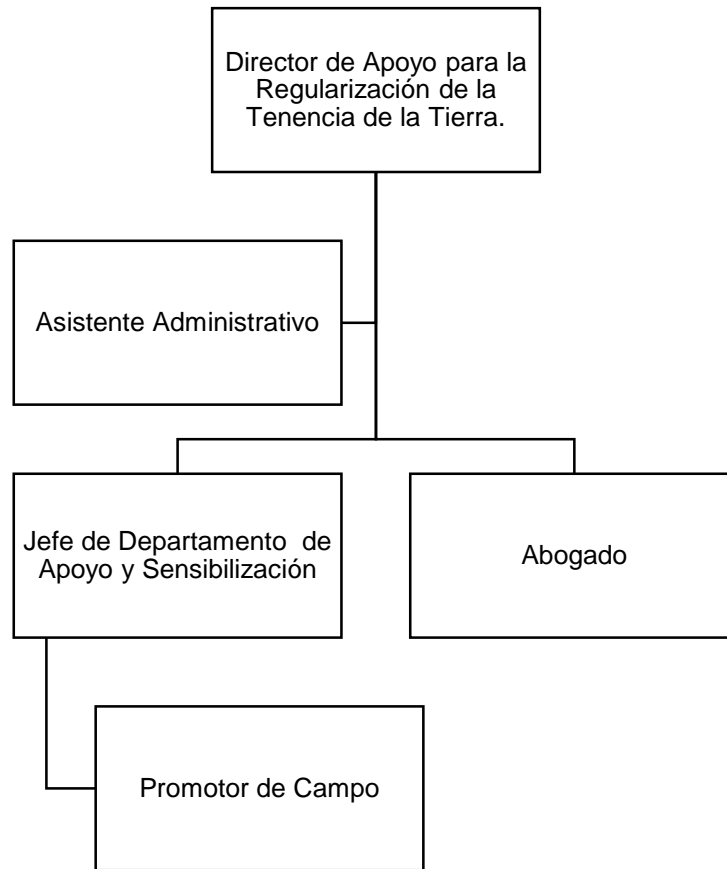 Director de Apoyo para la
Regularización de la
Tenencia de la Tierra.
Asistente Administrativo
Jefe de Departamento  de
Apoyo y Sensibilización
Abogado
Promotor de Campo